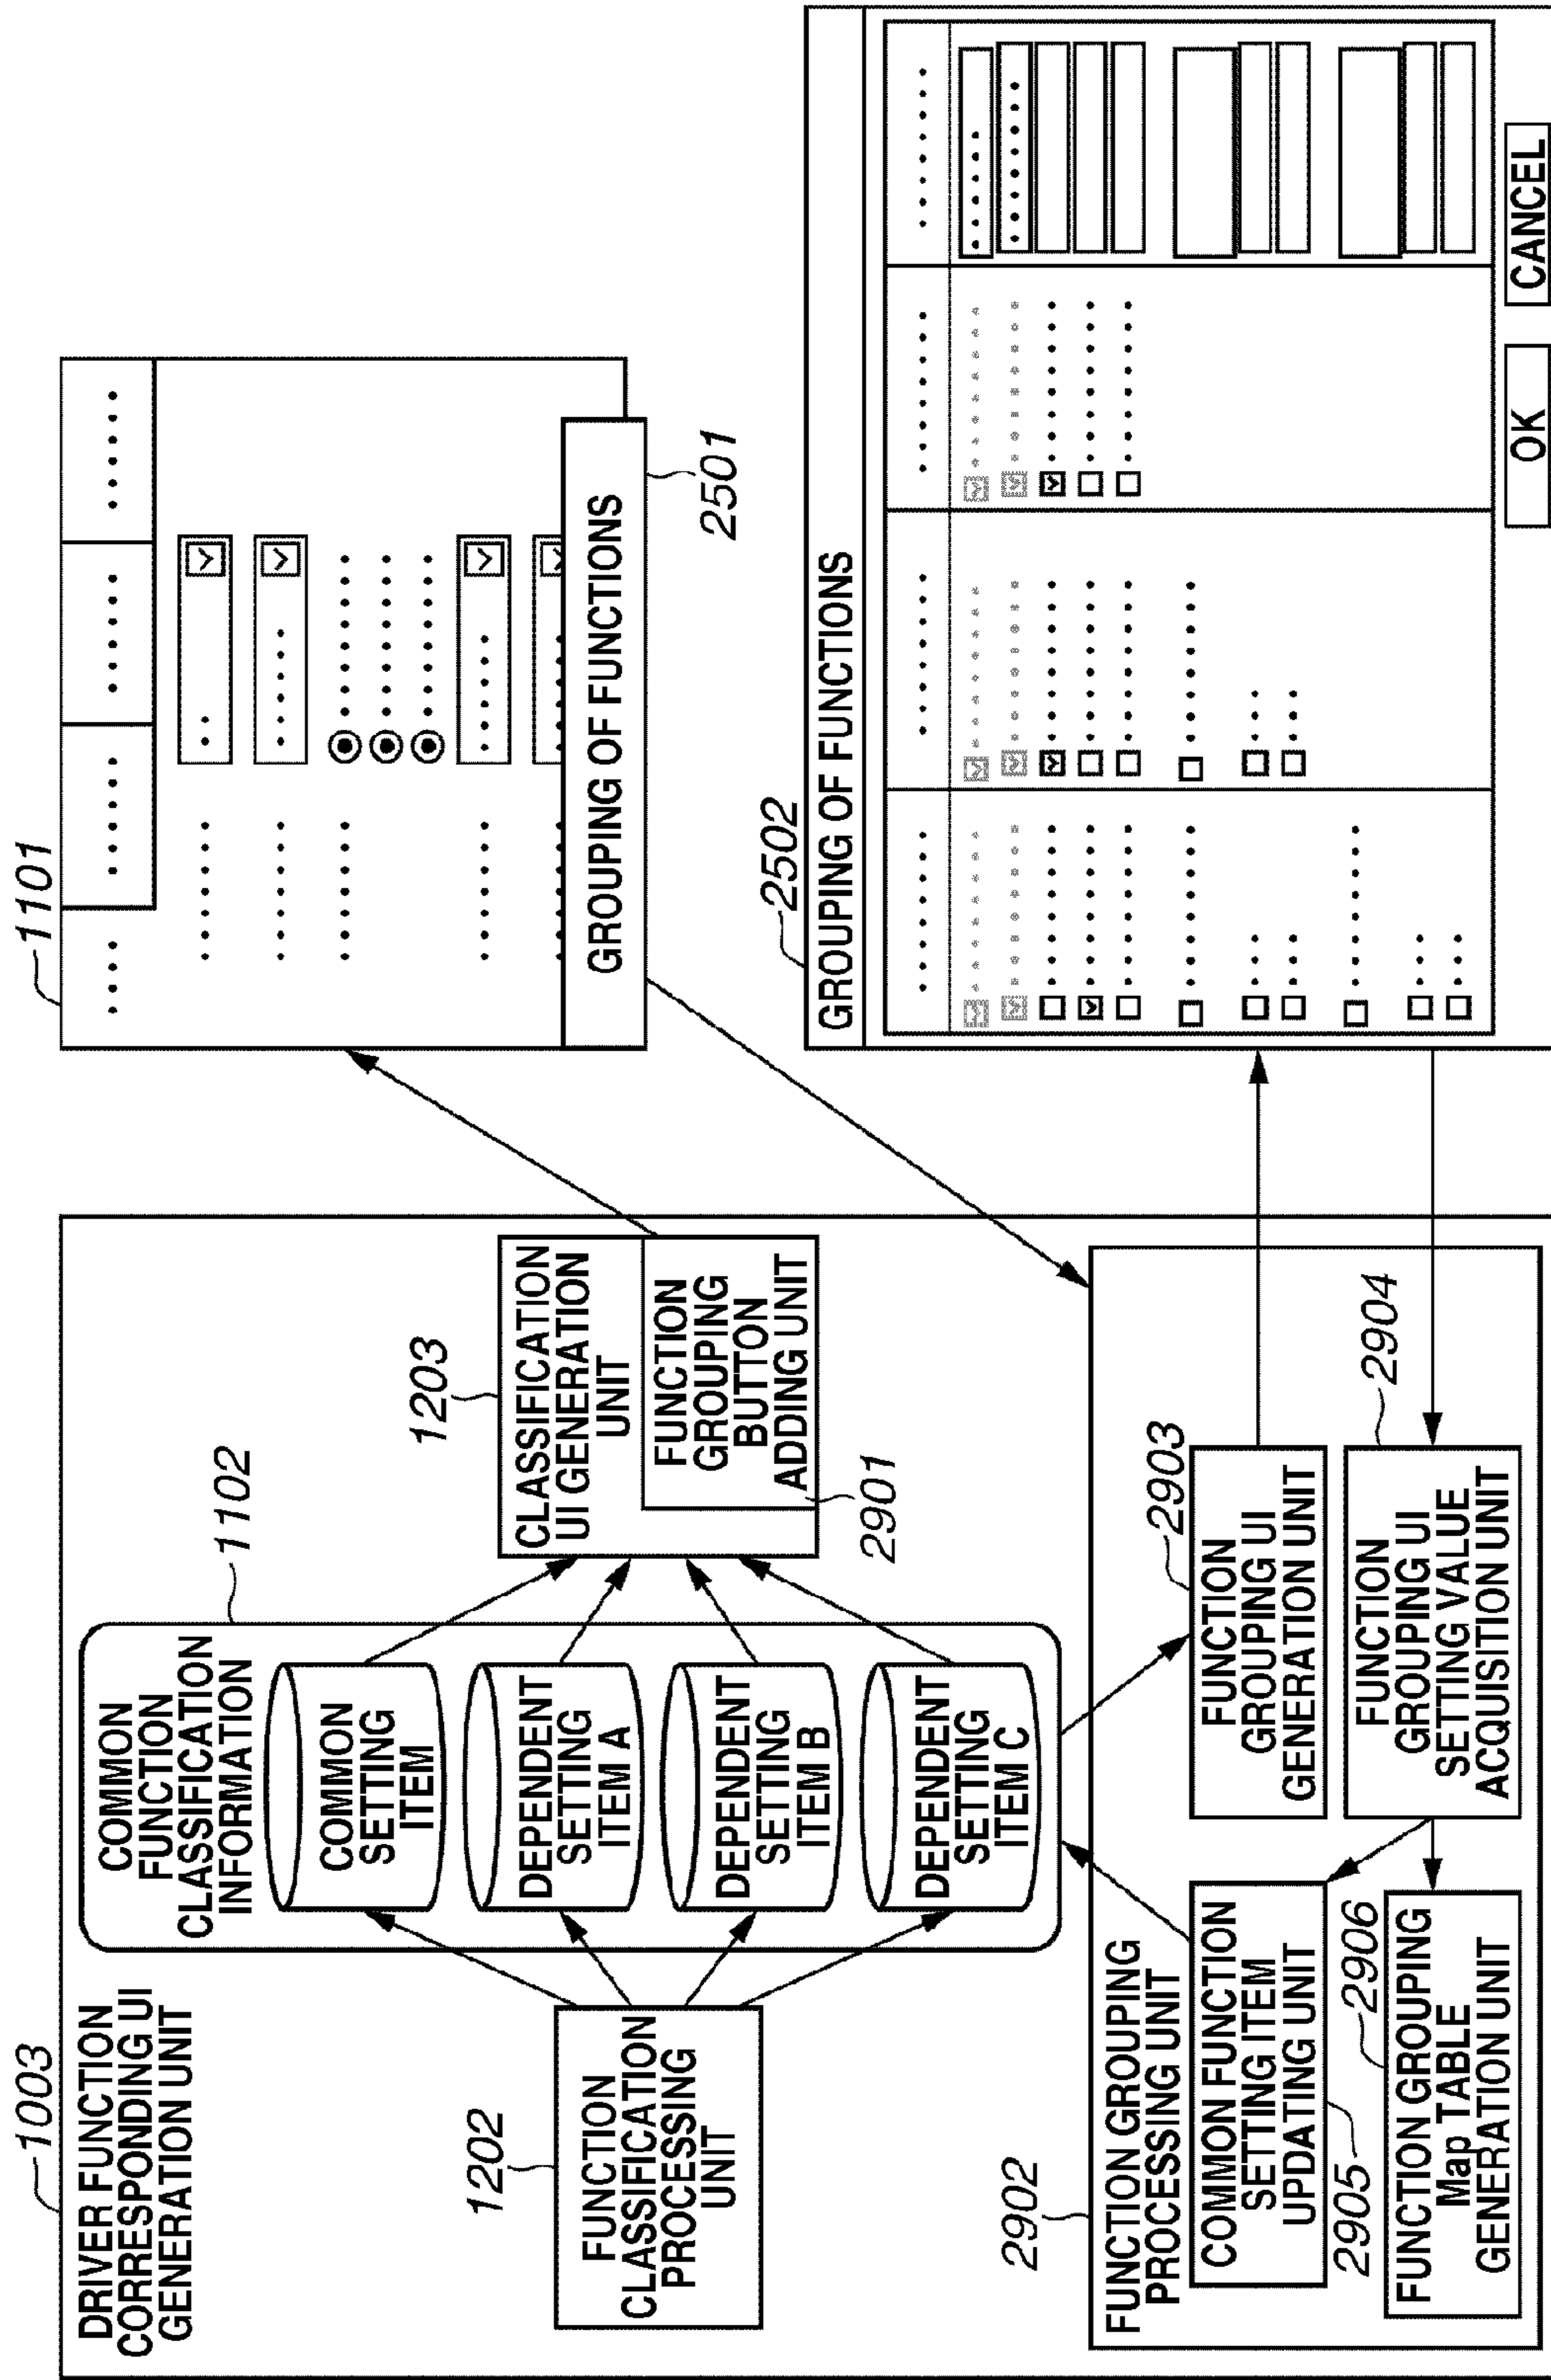 1003
DRIVER FUNCTION
CORRESPONDING UI
GENERATION UNIT
1202
FUNCTION
CLASSIFICATION
PROCESSING
UNIT
1102
COMMON
FUNCTION
CLASSIFICATION
INFORMATION
COMMON
SETTING
ITEM
DEPENDENT
SETTING
ITEM A
DEPENDENT
SETTING
ITEM B
DEPENDENT
SETTING
ITEM C
1203
CLASSIFICATION
UI GENERATION
UNIT
FUNCTION
GROUPING
BUTTON
ADDING UNIT
2901
2902
FUNCTION GROUPING
PROCESSING UNIT
COMMON FUNCTION
SETTING ITEM
UPDATING UNIT
2905
2906
FUNCTION GROUPING
Map TABLE
GENERATION UNIT
2903
FUNCTION
GROUPING UI
GENERATION UNIT
2904
FUNCTION
GROUPING UI
SETTING VALUE
ACQUISITION UNIT
1101
GROUPING OF FUNCTIONS
2501
2502
GROUPING OF FUNCTIONS
OK
CANCEL